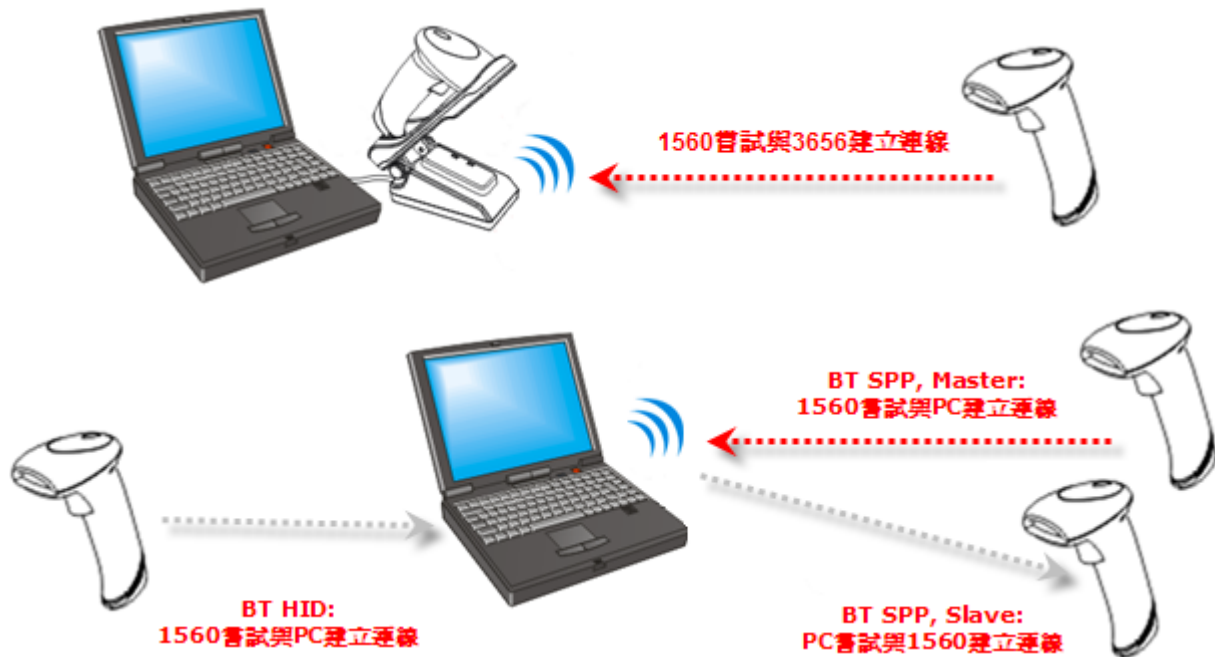 1560嘗試與3656建立連線
BT SPP, Master:
1560嘗試與PC建立連線
BT HID:
1560嘗試與PC建立連線
BT SPP, Slave:
PC嘗試與1560建立連線